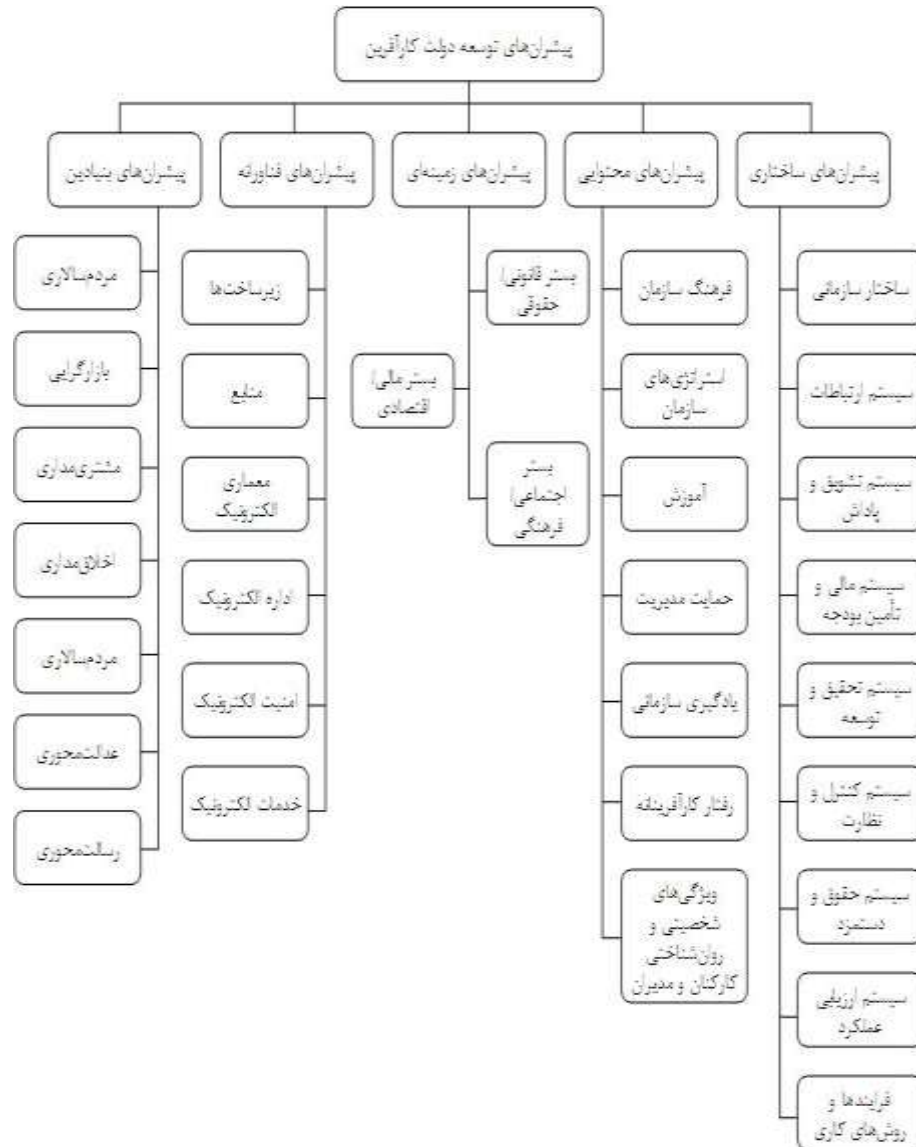 پیشران‌های توسعه دولت کارآفرین
پیشران‌های ساختاری
پیشران‌های محتوایی
پیشران‌های زمینه‌ای
پیشران‌های فناورانه
پیشران‌های بنیادین
ساختار سازمانی
سیستم ارتباطات
سیستم تشویق و
پاداش
سیستم مالی و
تأمین بودجه
سیستم تحقیق و
توسعه
سیستم کنترل و
نظارت
سیستم حقوق و
دستمزد
سیستم ارزیابی
عملکرد
فرایندها و
روش‌های کاری
فرهنگ سازمان
استراتژی‌های
سازمان
آموزش
حمایت مدیریت
یادگیری سازمانی
رفتار کارآفرینانه
ویژگی‌های
شخصیتی و
روان‌شناختی
کارکنان و مدیران
بستر قانونی/
حقوقی
بستر مالی/
اقتصادی
بستر
اجتماعی/
فرهنگی
زیرساخت‌ها
منابع
معماری
الکترونیک
اداره الکترونیک
امنیت الکترونیک
خدمات الکترونیک
مردم‌سالاری
بازارگرایی
مشتری‌مداری
اخلاق‌مداری
مردم‌سالاری
عدالت‌محوری
رسالت‌محوری